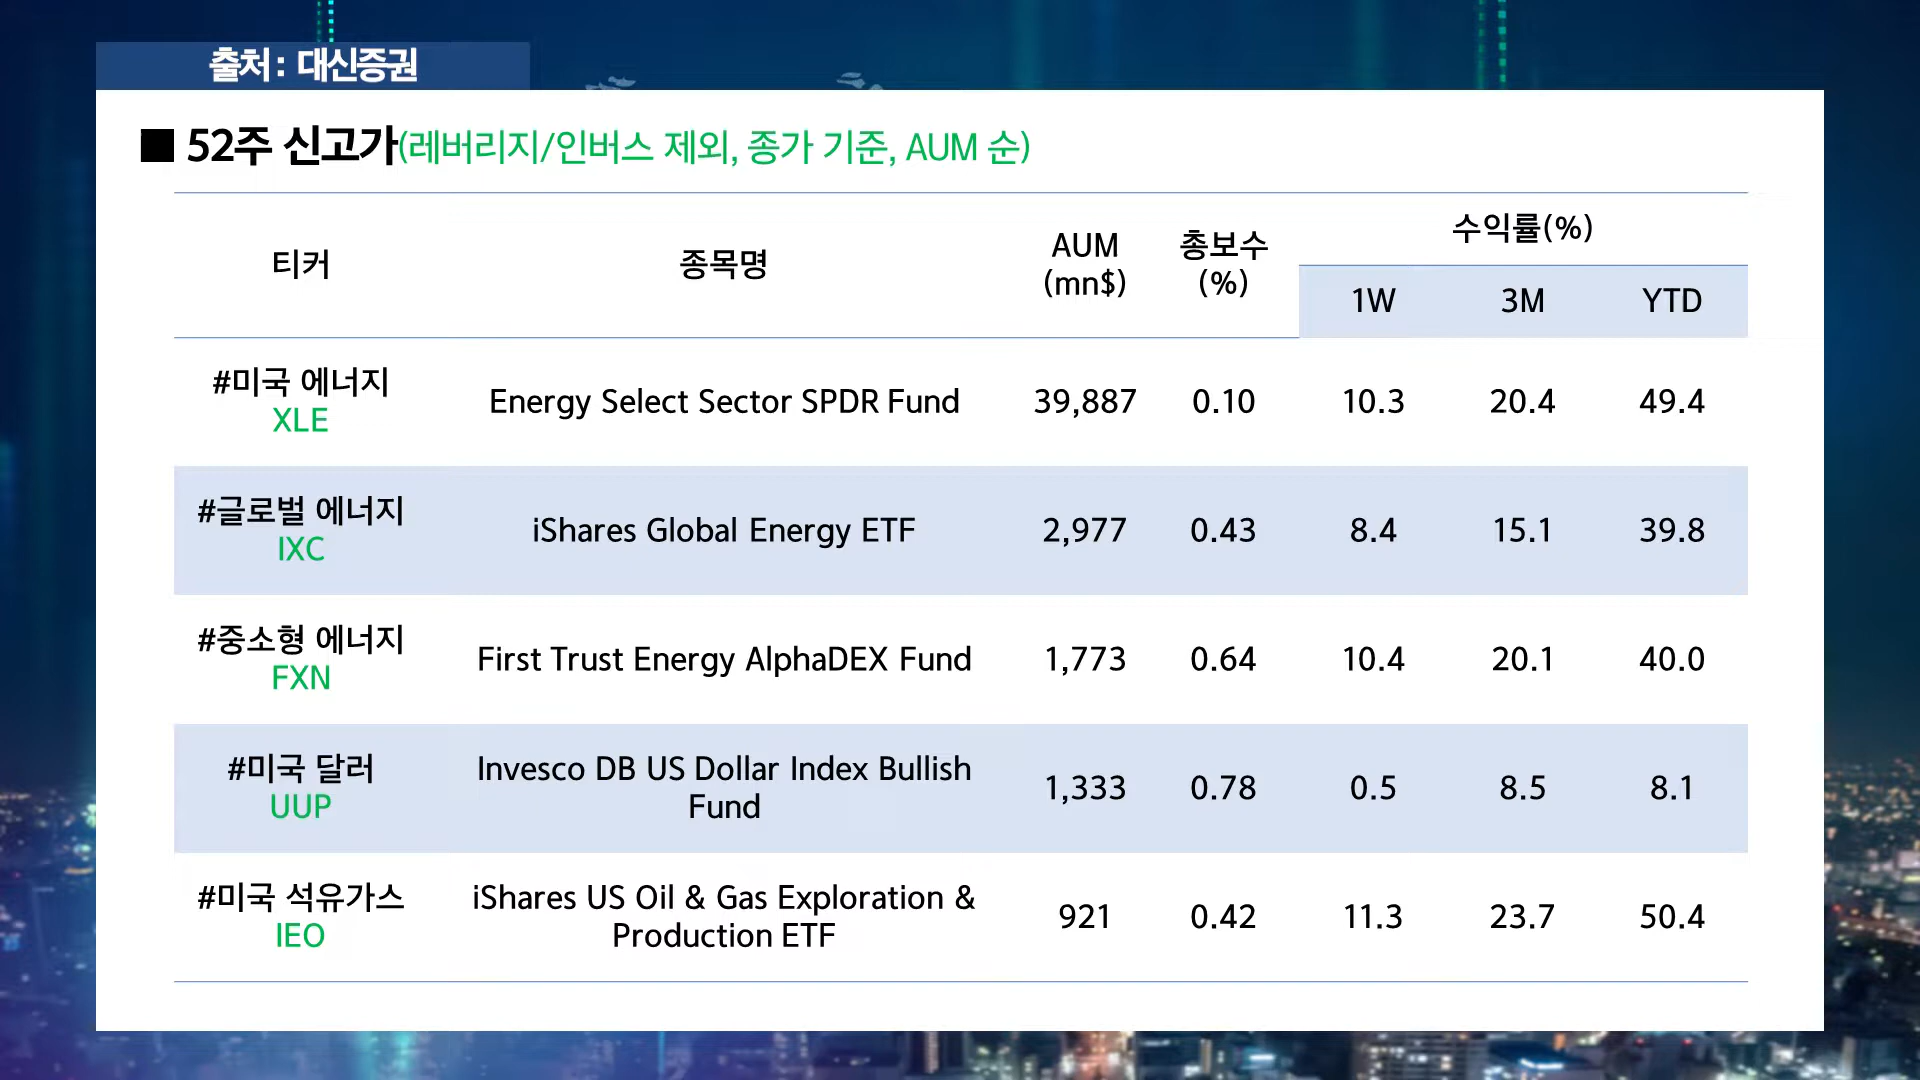 출처 : 대신증권
■ 52주 신고가(레버리지/인버스 제외, 종가 기준, AUM 순)
티커 종목명 AUM (mn$) 총보수 (%) 수익률(%)
1W 3M YTD
#미국 에너지
XLE
Energy Select Sector SPDR Fund 39,887 0.10 10.3 20.4 49.4
#글로벌 에너지
IXC
iShares Global Energy ETF 2,977 0.43 8.4 15.1 39.8
#중소형 에너지
FXN
First Trust Energy AlphaDEX Fund 1,773 0.64 10.4 20.1 40.0
#미국 달러
UUP
Invesco DB US Dollar Index Bullish
Fund
1,333 0.78 0.5 8.5 8.1
#미국 석유가스
IEO
iShares US Oil & Gas Exploration &
Production ETF
921 0.42 11.3 23.7 50.4